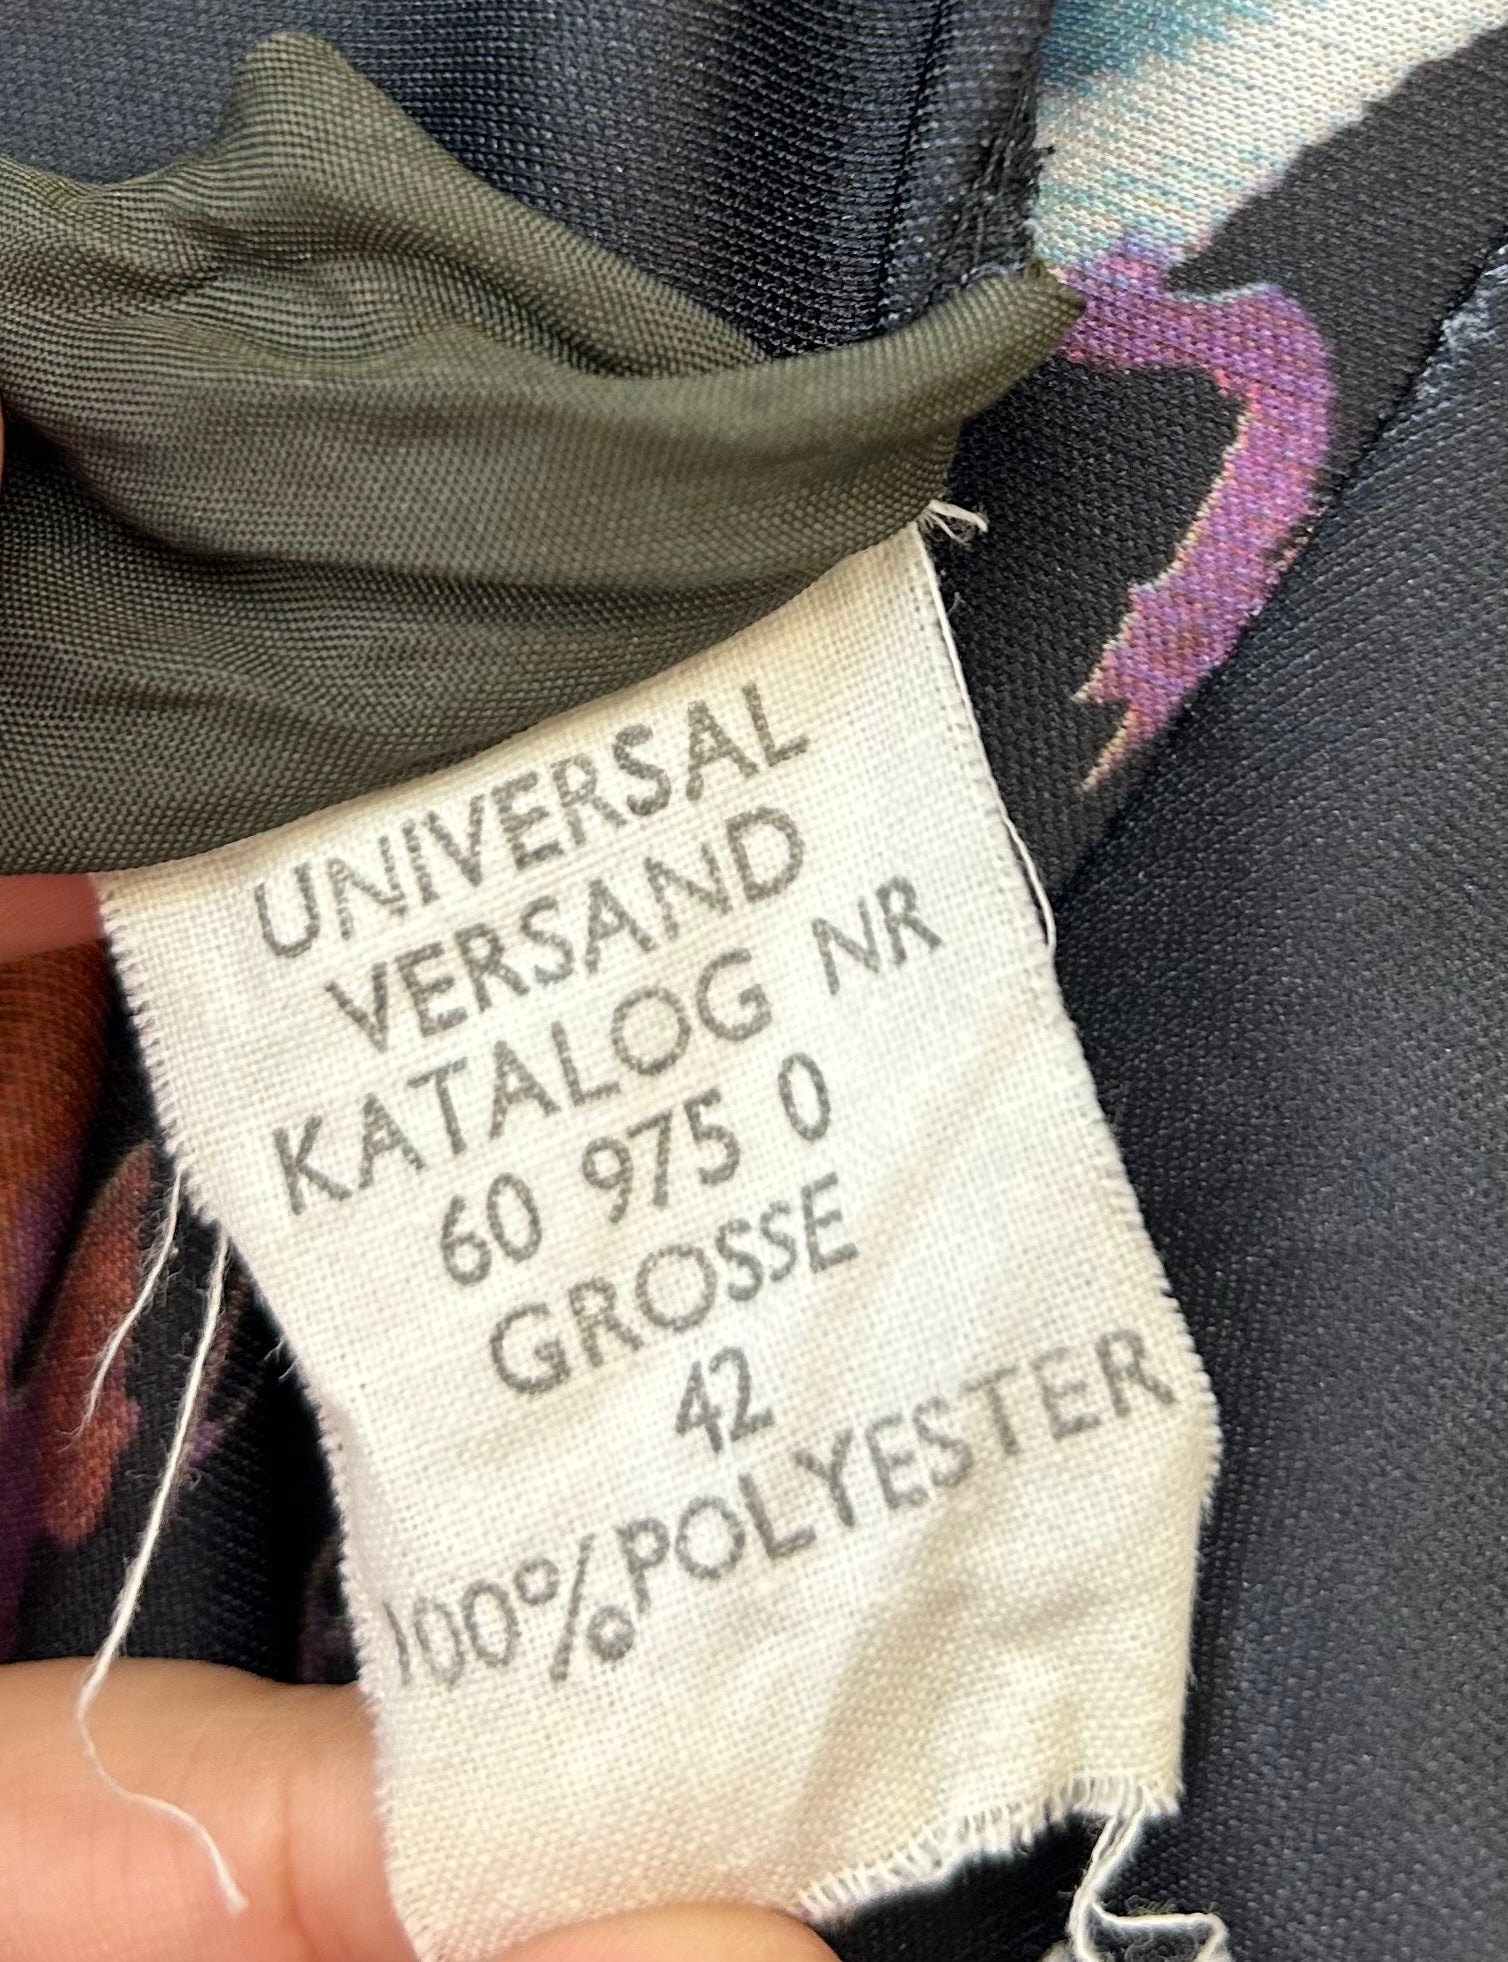 UNIVERSAL
VERSAND
KATALOG NR
60 975 0
GROSSE
42
100%POLYESTER